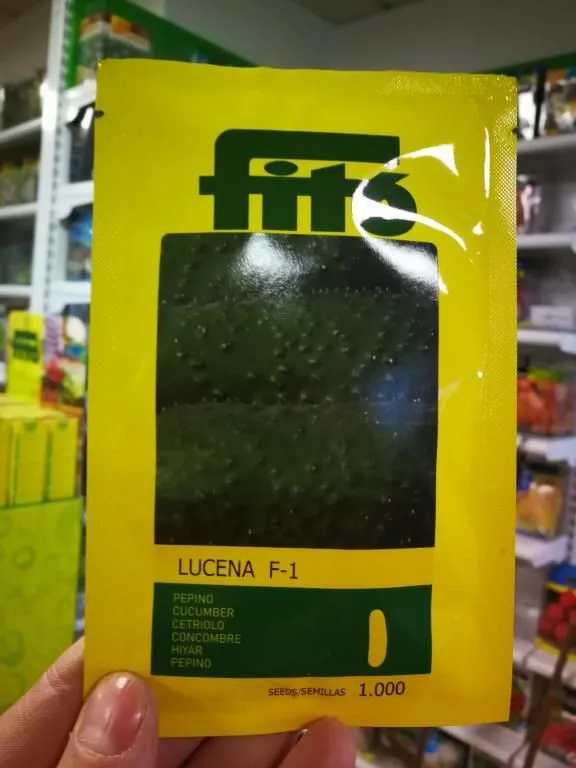 fitó
LUCENA F-1
PEPINO
CUCUMBER
CETRIOLO
CONCOMBRE
HIYAR
PEPINO
SEEDS/SEMILLAS 1.000